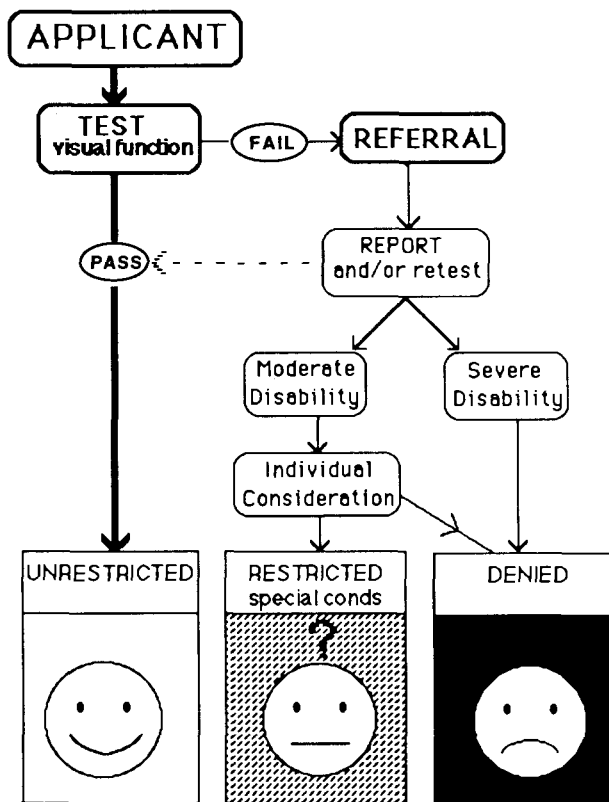 APPLICANT
TEST
visual function
FAIL
REFERRAL
PASS
REPORT
and/or retest
Moderate
Disability
Severe
Disability
Individual
Consideration
UNRESTRICTED
RESTRICTED
special conds
DENIED
?